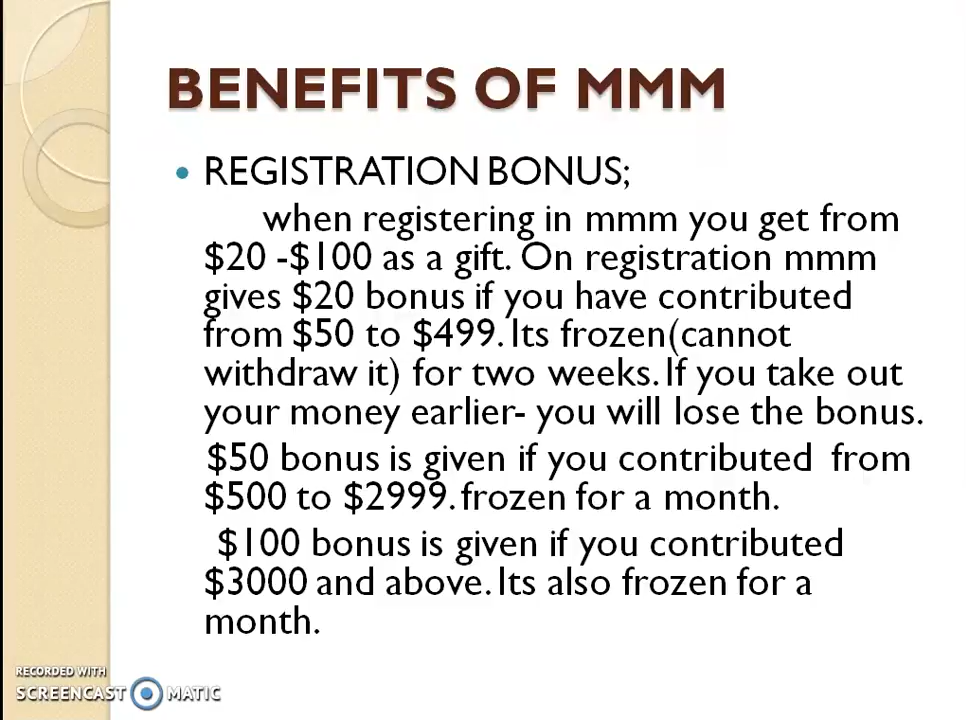 BENEFITS OF MMM
• REGISTRATION BONUS;
when registering in mmm you get from
$20 -$100 as a gift. On registration mmm
gives $20 bonus if you have contributed
from $50 to $499. Its frozen(cannot
withdraw it) for two weeks. If you take out
your money earlier- you will lose the bonus.
$50 bonus is given if you contributed from
$500 to $2999. frozen for a month.
$100 bonus is given if you contributed
$3000 and above. Its also frozen for a
month.
RECORDED WITH
SCREENCAST MATIC